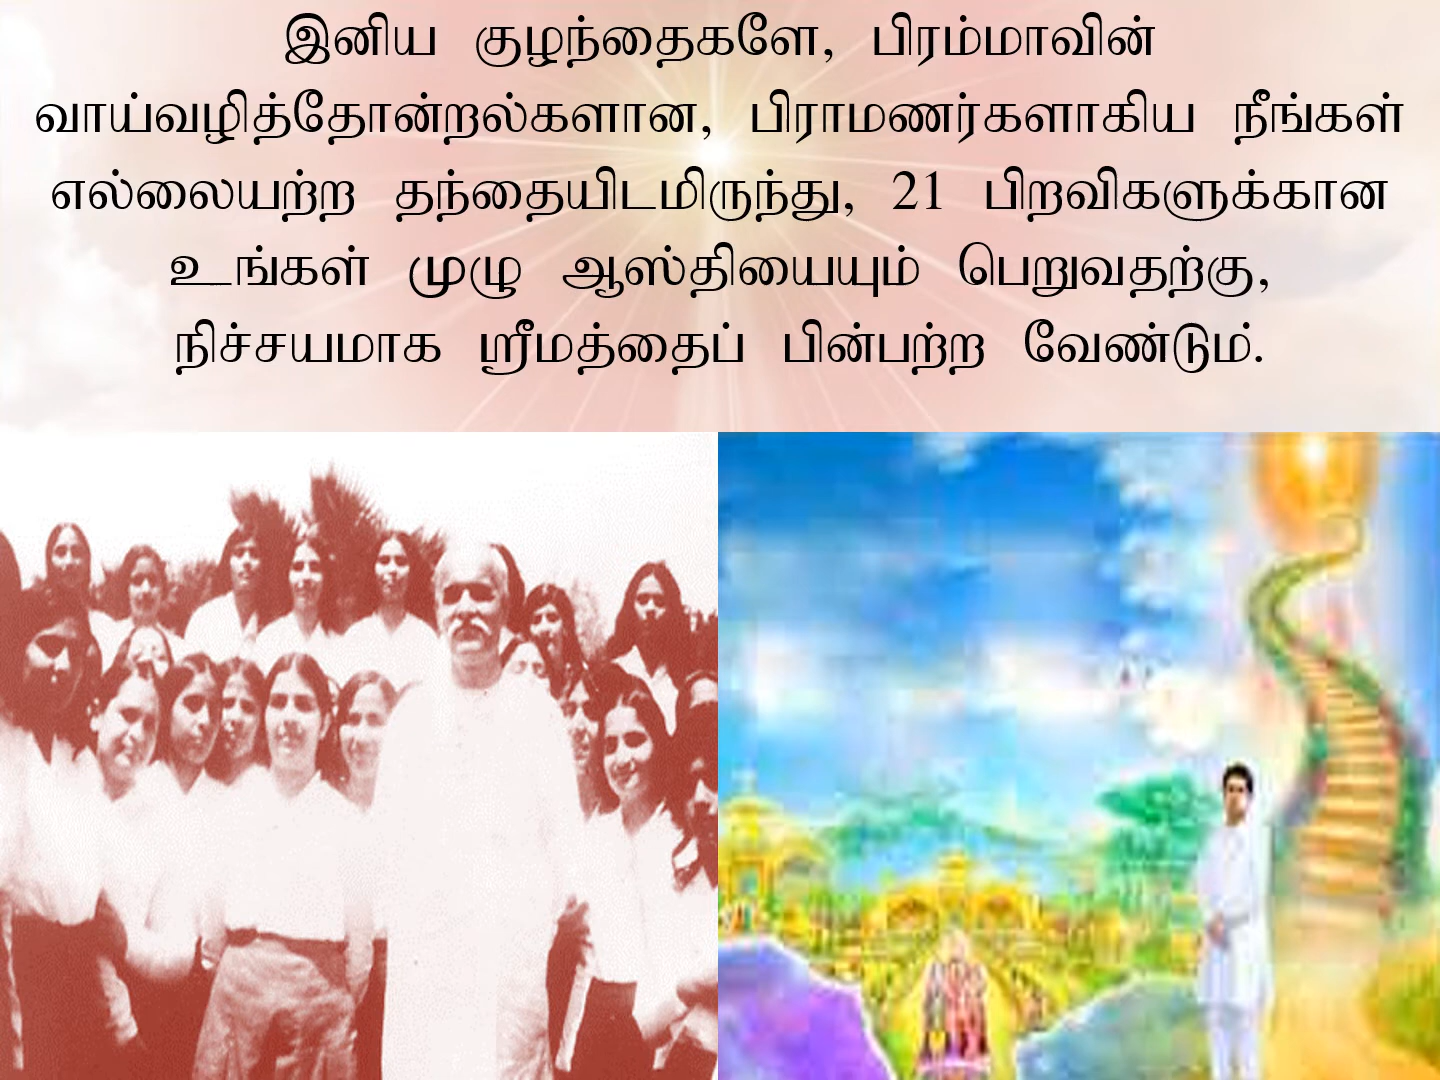 இனிய குழந்தைகளே, பிரம்மாவின்
வாய்வழித்தோன்றல்களான, பிராமணர்களாகிய நீங்கள்
எல்லையற்ற தந்தையிடமிருந்து, 21 பிறவிகளுக்கான
உங்கள் முழு ஆஸ்தியையும் பெறுவதற்கு,
நிச்சயமாக ஸ்ரீமத்தைப் பின்பற்ற வேண்டும்.